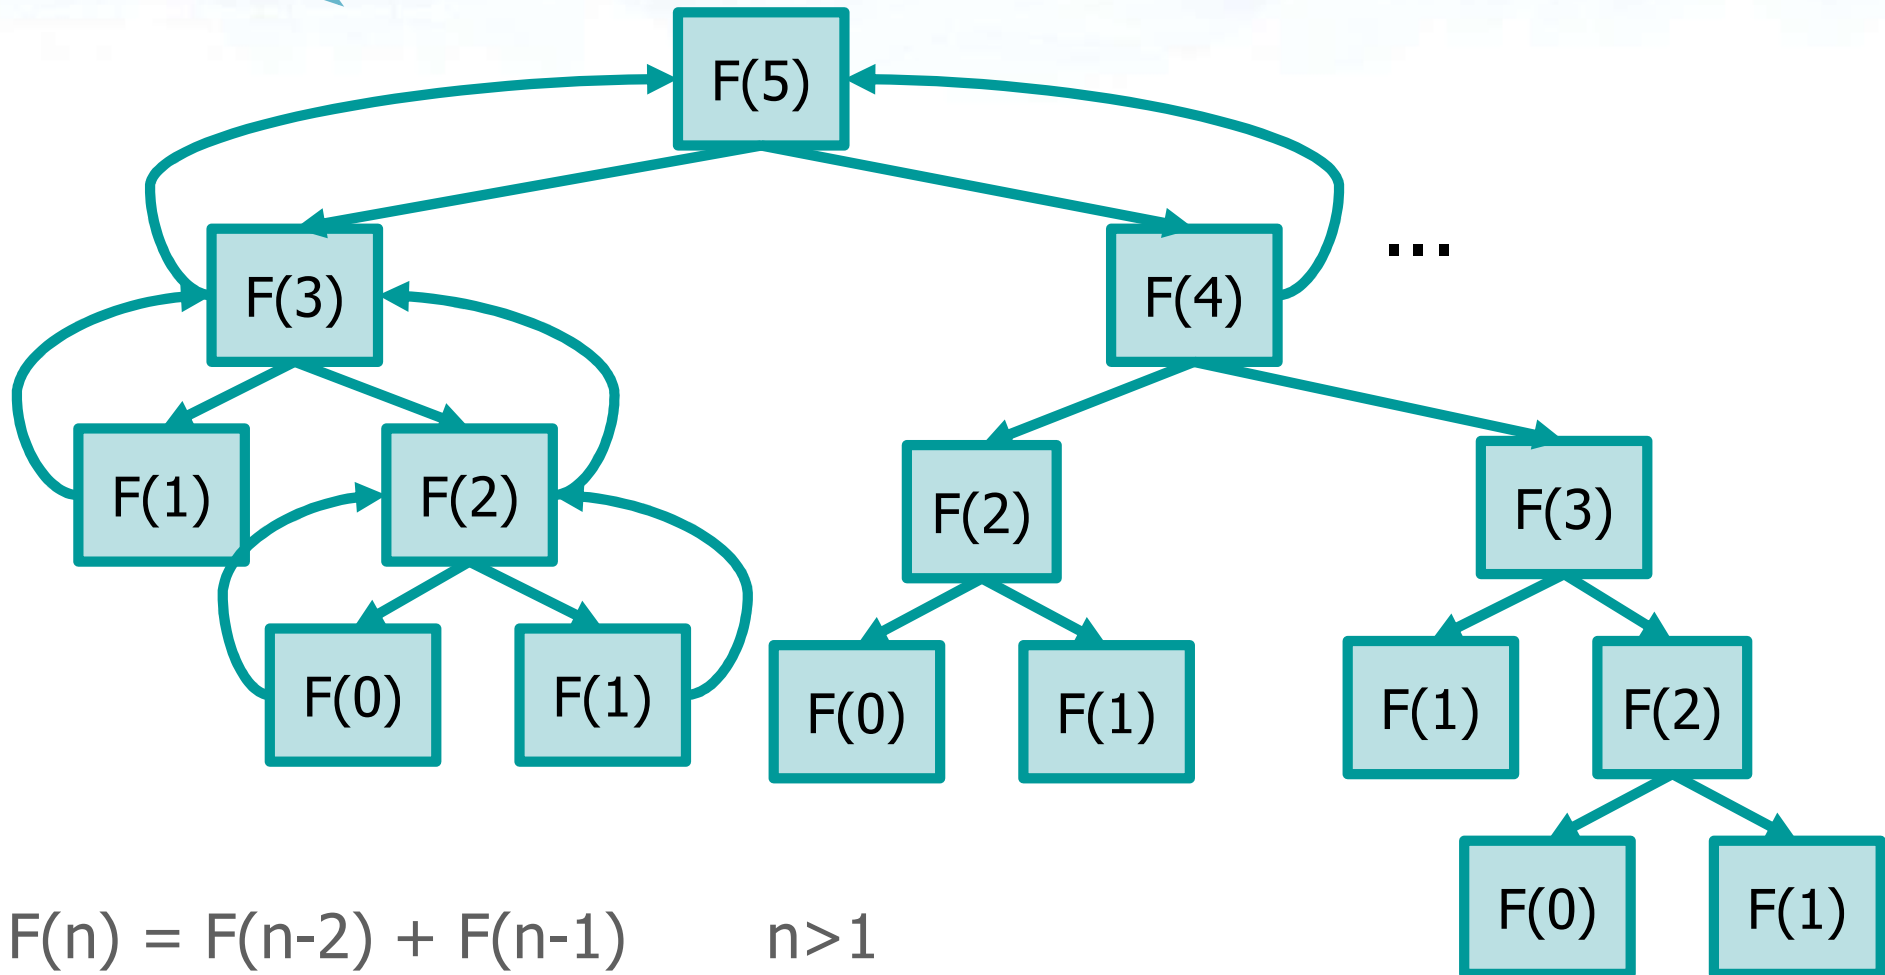 F(5)
F(3)
F(4)
...
F(1)
F(2)
F(2)
F(3)
F(0)
F(1)
F(0)
F(1)
F(1)
F(2)
F(0)
F(1)
F(n) = F(n-2) + F(n-1) n>1